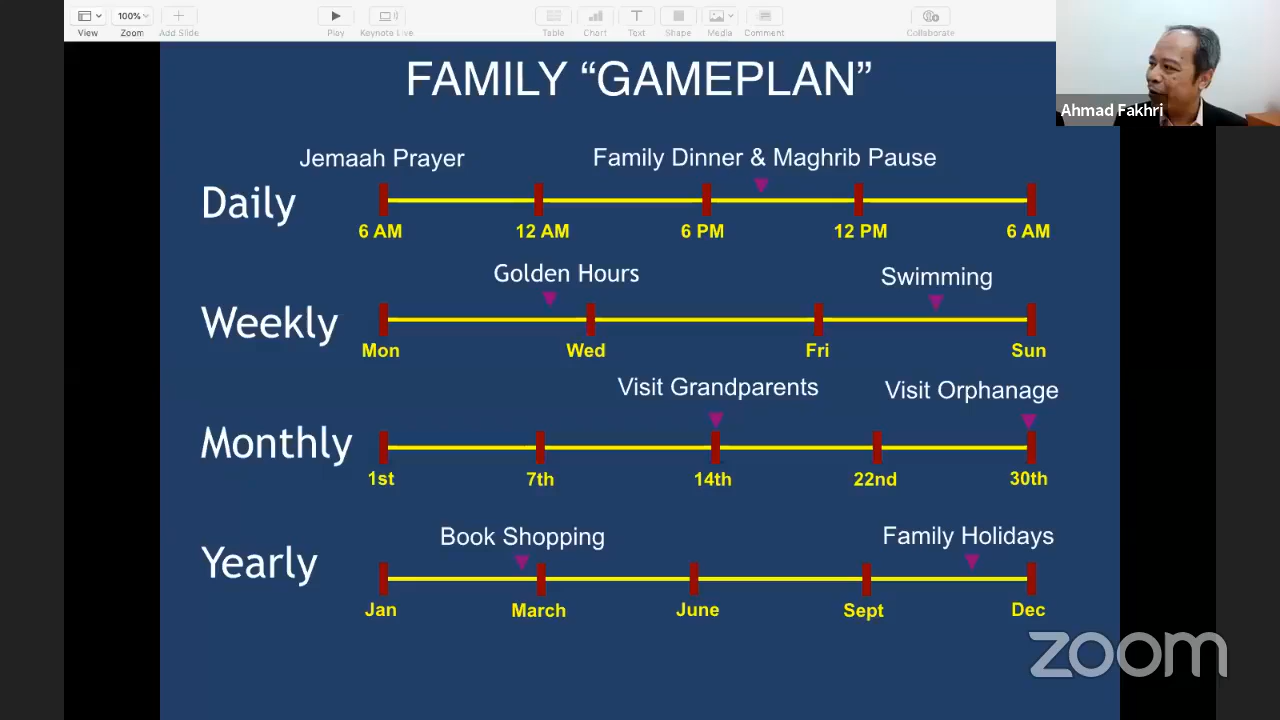 100%
View
Zoom
Add Slide
Play
Keynote Live
Table
Chart
Text
Shape
Media
Comment
Collaborate
Ahmad Fakhri
FAMILY “GAMEPLAN”
Jemaah Prayer
Family Dinner & Maghrib Pause
Daily
6 AM
12 AM
6 PM
12 PM
6 AM
Golden Hours
Swimming
Weekly
Mon
Wed
Fri
Sun
Visit Grandparents
Visit Orphanage
Monthly
1st
7th
14th
22nd
30th
Book Shopping
Family Holidays
Yearly
Jan
March
June
Sept
Dec
zoom